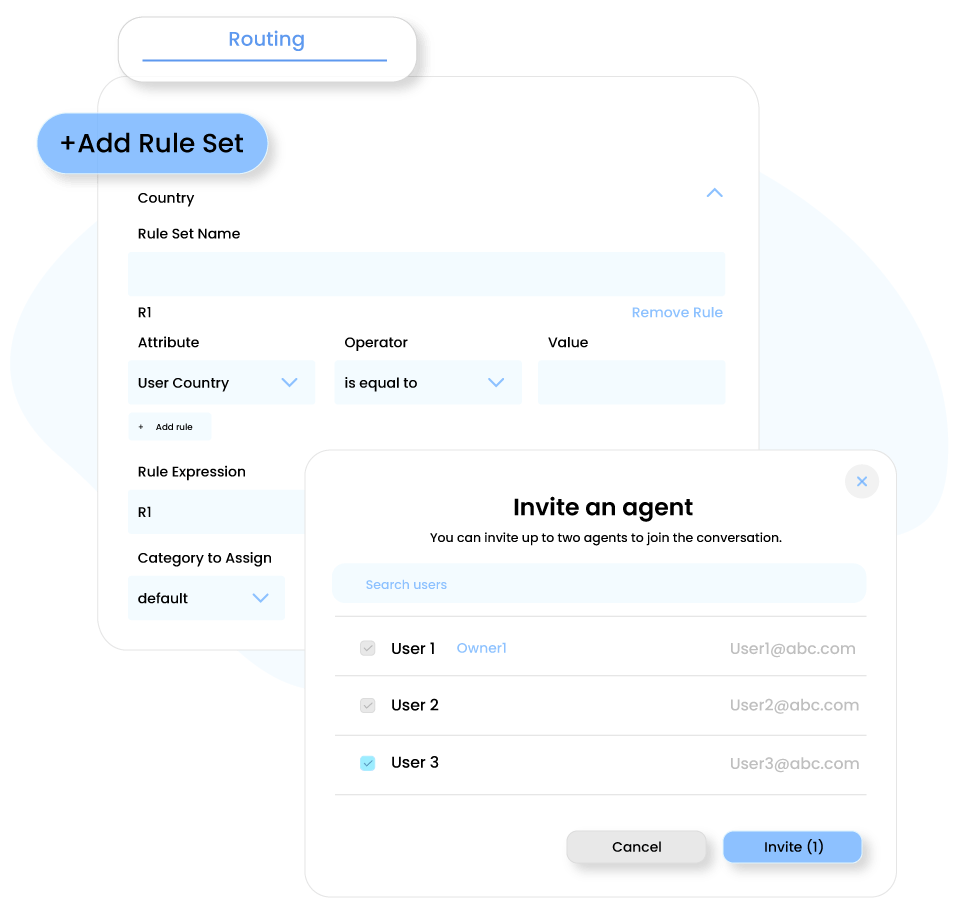 Routing
+Add Rule Set
Country
Rule Set Name
R1 Remove Rule
Attribute Operator Value
User Country is equal to
+ Add rule
Rule Expression
R1
Category to Assign
default
Invite an agent
You can invite up to two agents to join the conversation.
Search users
User 1 Owner1 User1@abc.com
User 2 User2@abc.com
User 3 User3@abc.com
Cancel Invite (1)